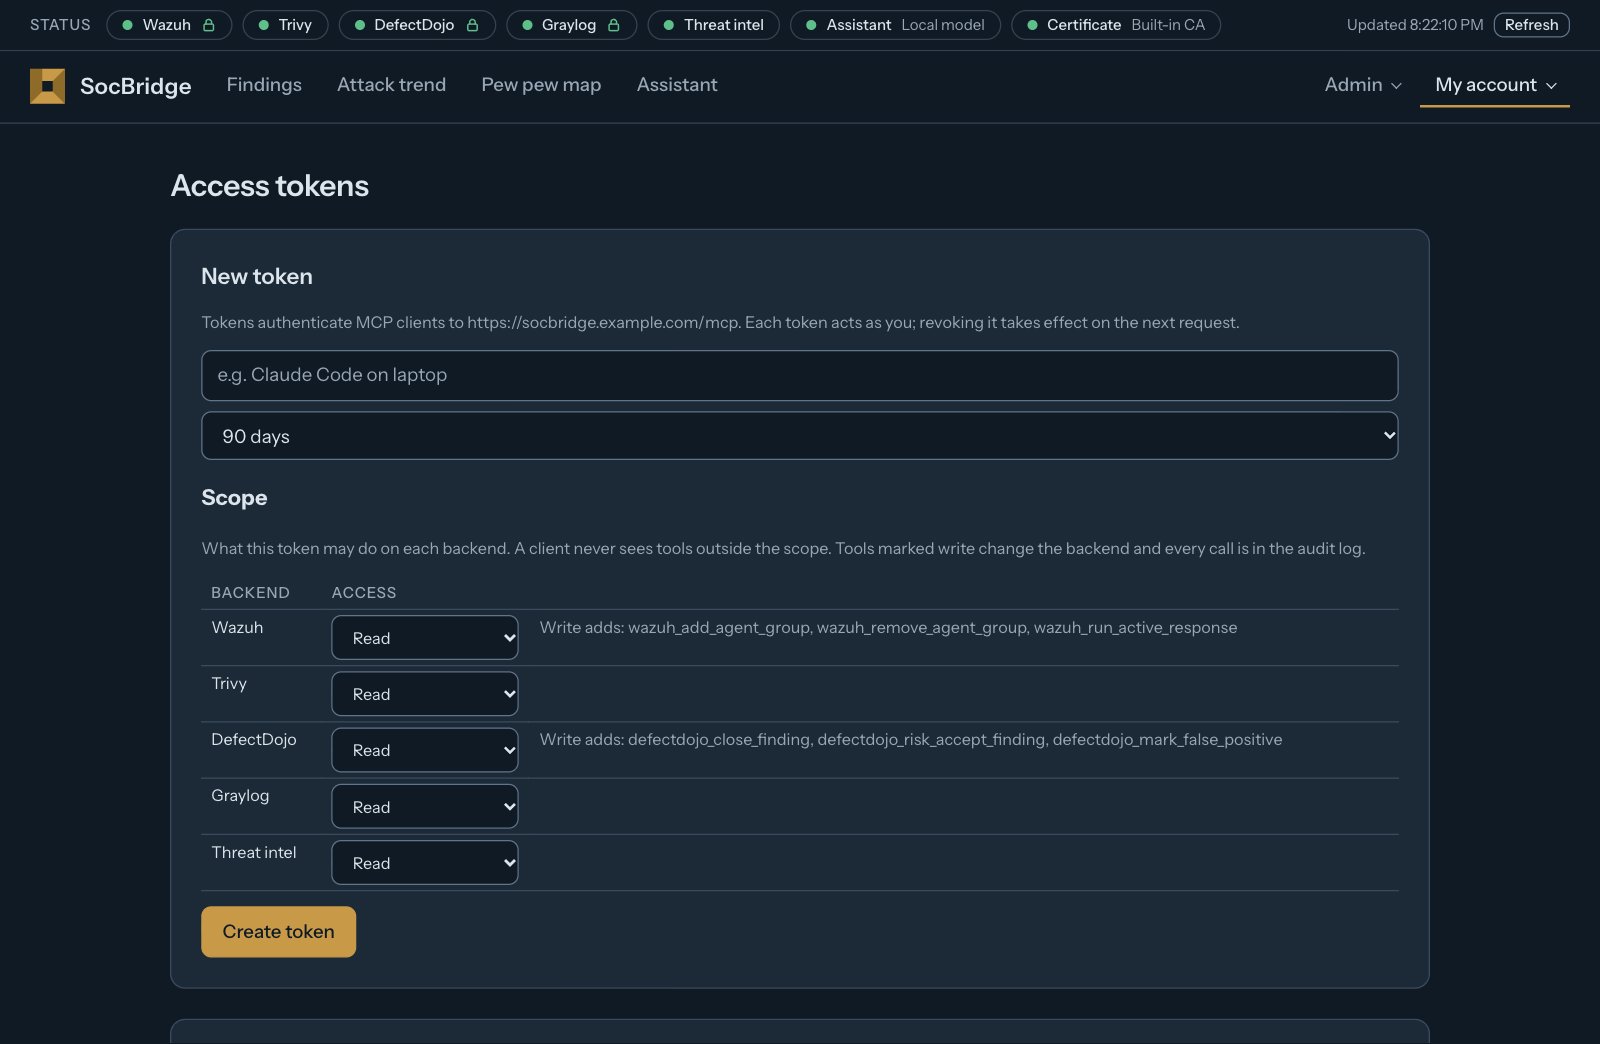 STATUS Wazuh Trivy DefectDojo Graylog Threat intel Assistant Local model Certificate Built-in CA Updated 8:22:10 PM Refresh
SocBridge Findings Attack trend Pew pew map Assistant Admin My account
Access tokens
New token
Tokens authenticate MCP clients to https://socbridge.example.com/mcp. Each token acts as you; revoking it takes effect on the next request.
e.g. Claude Code on laptop
90 days
Scope
What this token may do on each backend. A client never sees tools outside the scope. Tools marked write change the backend and every call is in the audit log.
BACKEND ACCESS
Wazuh Read Write adds: wazuh_add_agent_group, wazuh_remove_agent_group, wazuh_run_active_response
Trivy Read
DefectDojo Read Write adds: defectdojo_close_finding, defectdojo_risk_accept_finding, defectdojo_mark_false_positive
Graylog Read
Threat intel Read
Create token